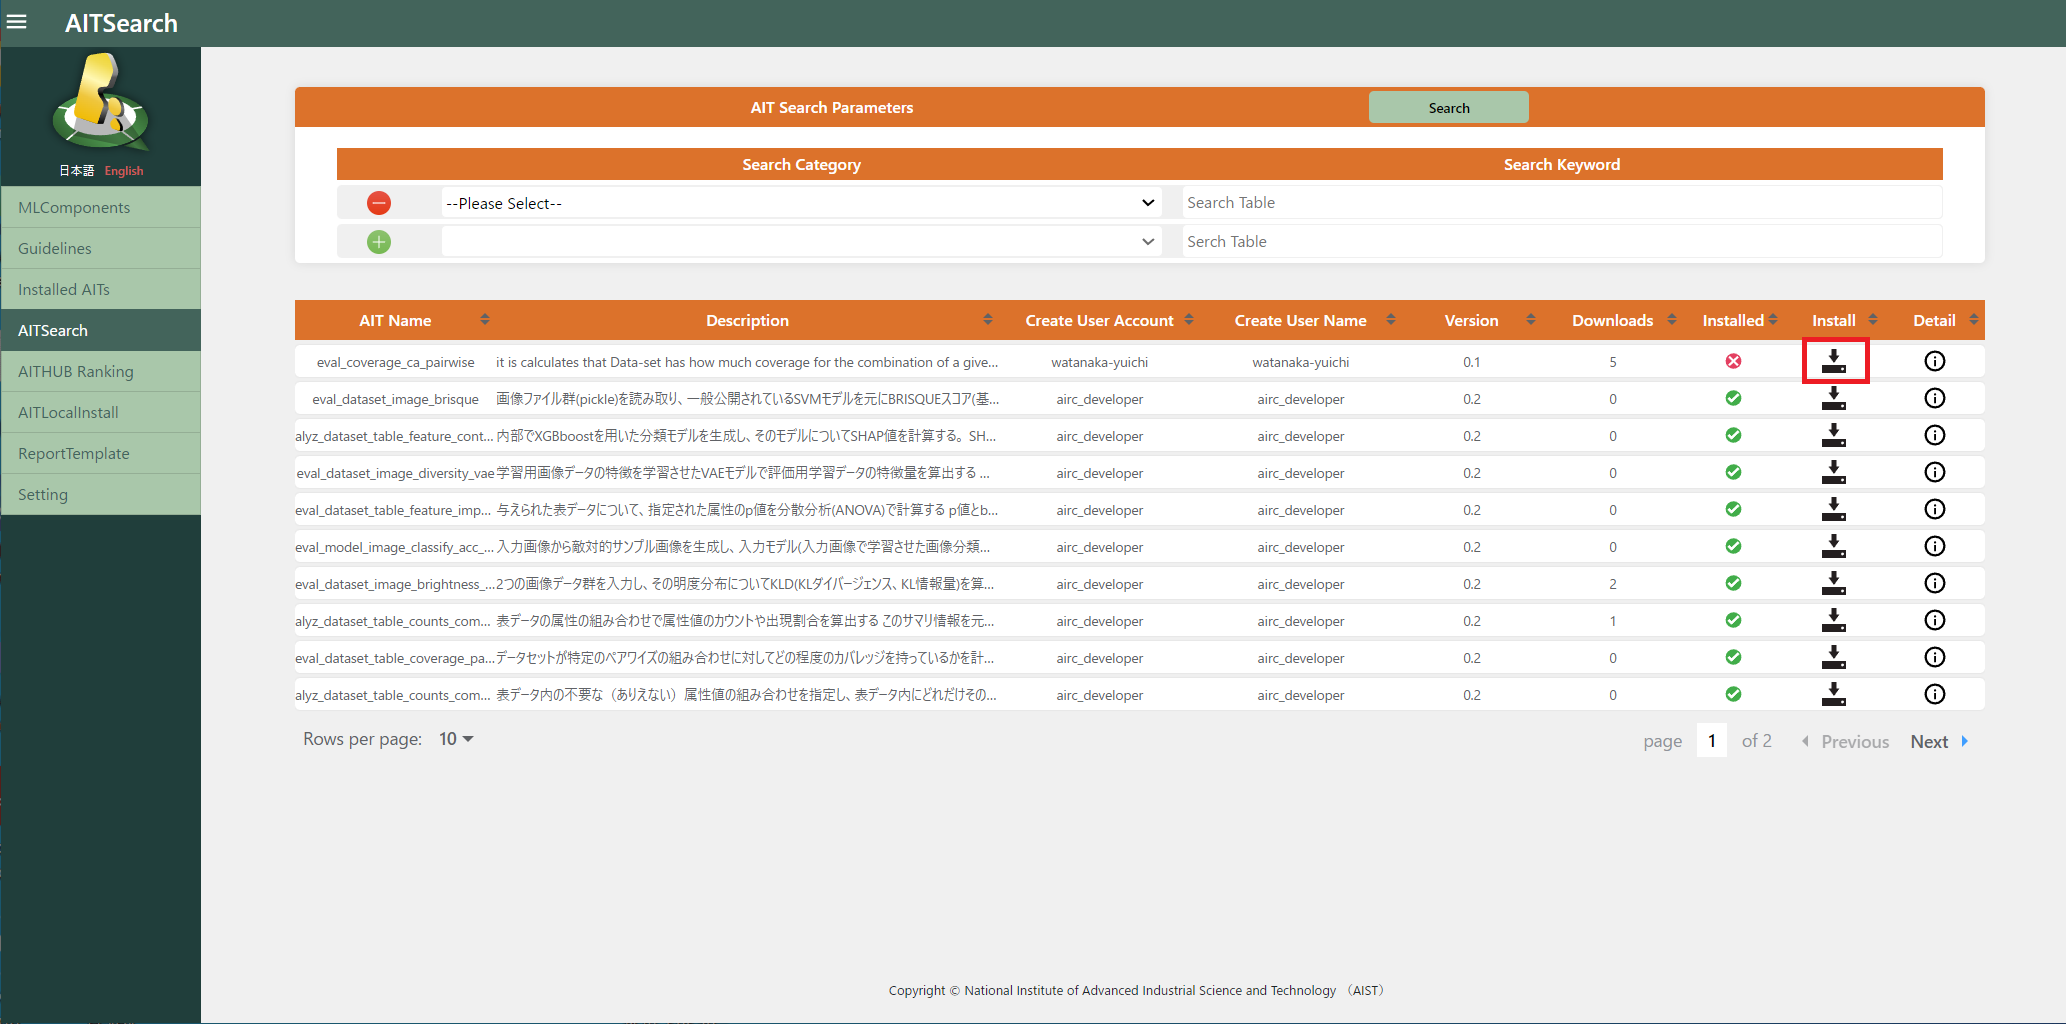 AITSearch
日本語 English
MLComponents
Guidelines
Installed AITs
AITSearch
AITHUB Ranking
AITLocalInstall
ReportTemplate
Setting
AIT Search Parameters Search
Search Category Search Keyword
--Please Select-- Search Table
Serch Table
AIT Name Description Create User Account Create User Name Version Downloads Installed Install Detail
eval_coverage_ca_pairwise it is calculates that Data-set has how much coverage for the combination of a give... watanaka-yuichi watanaka-yuichi 0.1 5
eval_dataset_image_brisque 画像ファイル群(pickle)を読み取り、一般公開されているSVMモデルを元にBRISQUEスコア(基... airc_developer airc_developer 0.2 0
alyz_dataset_table_feature_cont... 内部でXGBboostを用いた分類モデルを生成し、そのモデルについてSHAP値を計算する。 SH... airc_developer airc_developer 0.2 0
eval_dataset_image_diversity_vae 学習用画像データの特徴を学習させたVAEモデルで評価用学習データの特徴量を算出する ... airc_developer airc_developer 0.2 0
eval_dataset_table_feature_imp... 与えられた表データについて、指定された属性のp値を分散分析(ANOVA)で計算する p値とb... airc_developer airc_developer 0.2 0
eval_model_image_classify_acc_... 入力画像から敵対的サンプル画像を生成し、入力モデル(入力画像で学習させた画像分類... airc_developer airc_developer 0.2 0
eval_dataset_image_brightness_... 2つの画像データ群を入力し、その明度分布についてKLD(KLダイバージェンス、KL情報量)を算... airc_developer airc_developer 0.2 2
alyz_dataset_table_counts_com... 表データの属性の組み合わせで属性値のカウントや出現割合を算出する このサマリ情報を元... airc_developer airc_developer 0.2 1
eval_dataset_table_coverage_pa... データセットが特定のペアワイズの組み合わせに対してどの程度のカバレッジを持っているかを計... airc_developer airc_developer 0.2 0
alyz_dataset_table_counts_com... 表データ内の不要な（ありえない）属性値の組み合わせを指定し、表データ内にどれだけその... airc_developer airc_developer 0.2 0
Rows per page: 10 page 1 of 2 Previous Next
Copyright © National Institute of Advanced Industrial Science and Technology （AIST）